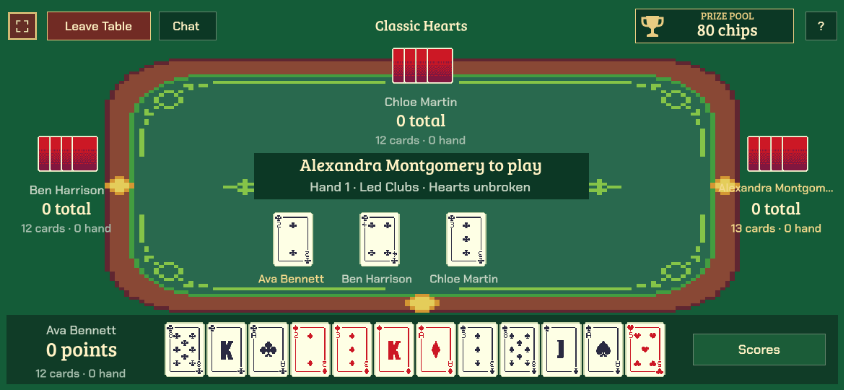 Leave Table
Chat
Classic Hearts
PRIZE POOL
80 chips
?
Chloe Martin
0 total
12 cards · 0 hand
Alexandra Montgomery to play
Hand 1 · Led Clubs · Hearts unbroken
Ben Harrison
0 total
12 cards · 0 hand
Alexandra Montgom...
0 total
13 cards · 0 hand
Ava Bennett
Ben Harrison
Chloe Martin
Ava Bennett
0 points
12 cards · 0 hand
K
K
J
Scores